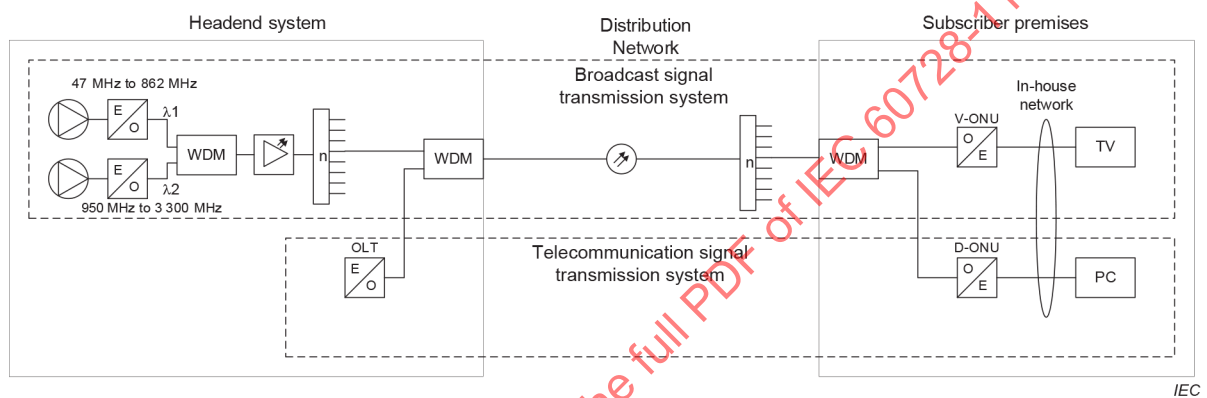 Headend system
Distribution
Network
Subscriber premises
47 MHz to 862 MHz
Broadcast signal
transmission system
In-house
network
E
O
λ1
V-ONU
O
E
TV
WDM
n
WDM
n
WDM
E
O
λ2
950 MHz to 3 300 MHz
OLT
E
O
Telecommunication signal
transmission system
D-ONU
O
E
PC
IEC
he full PDF of IEC 60728-1